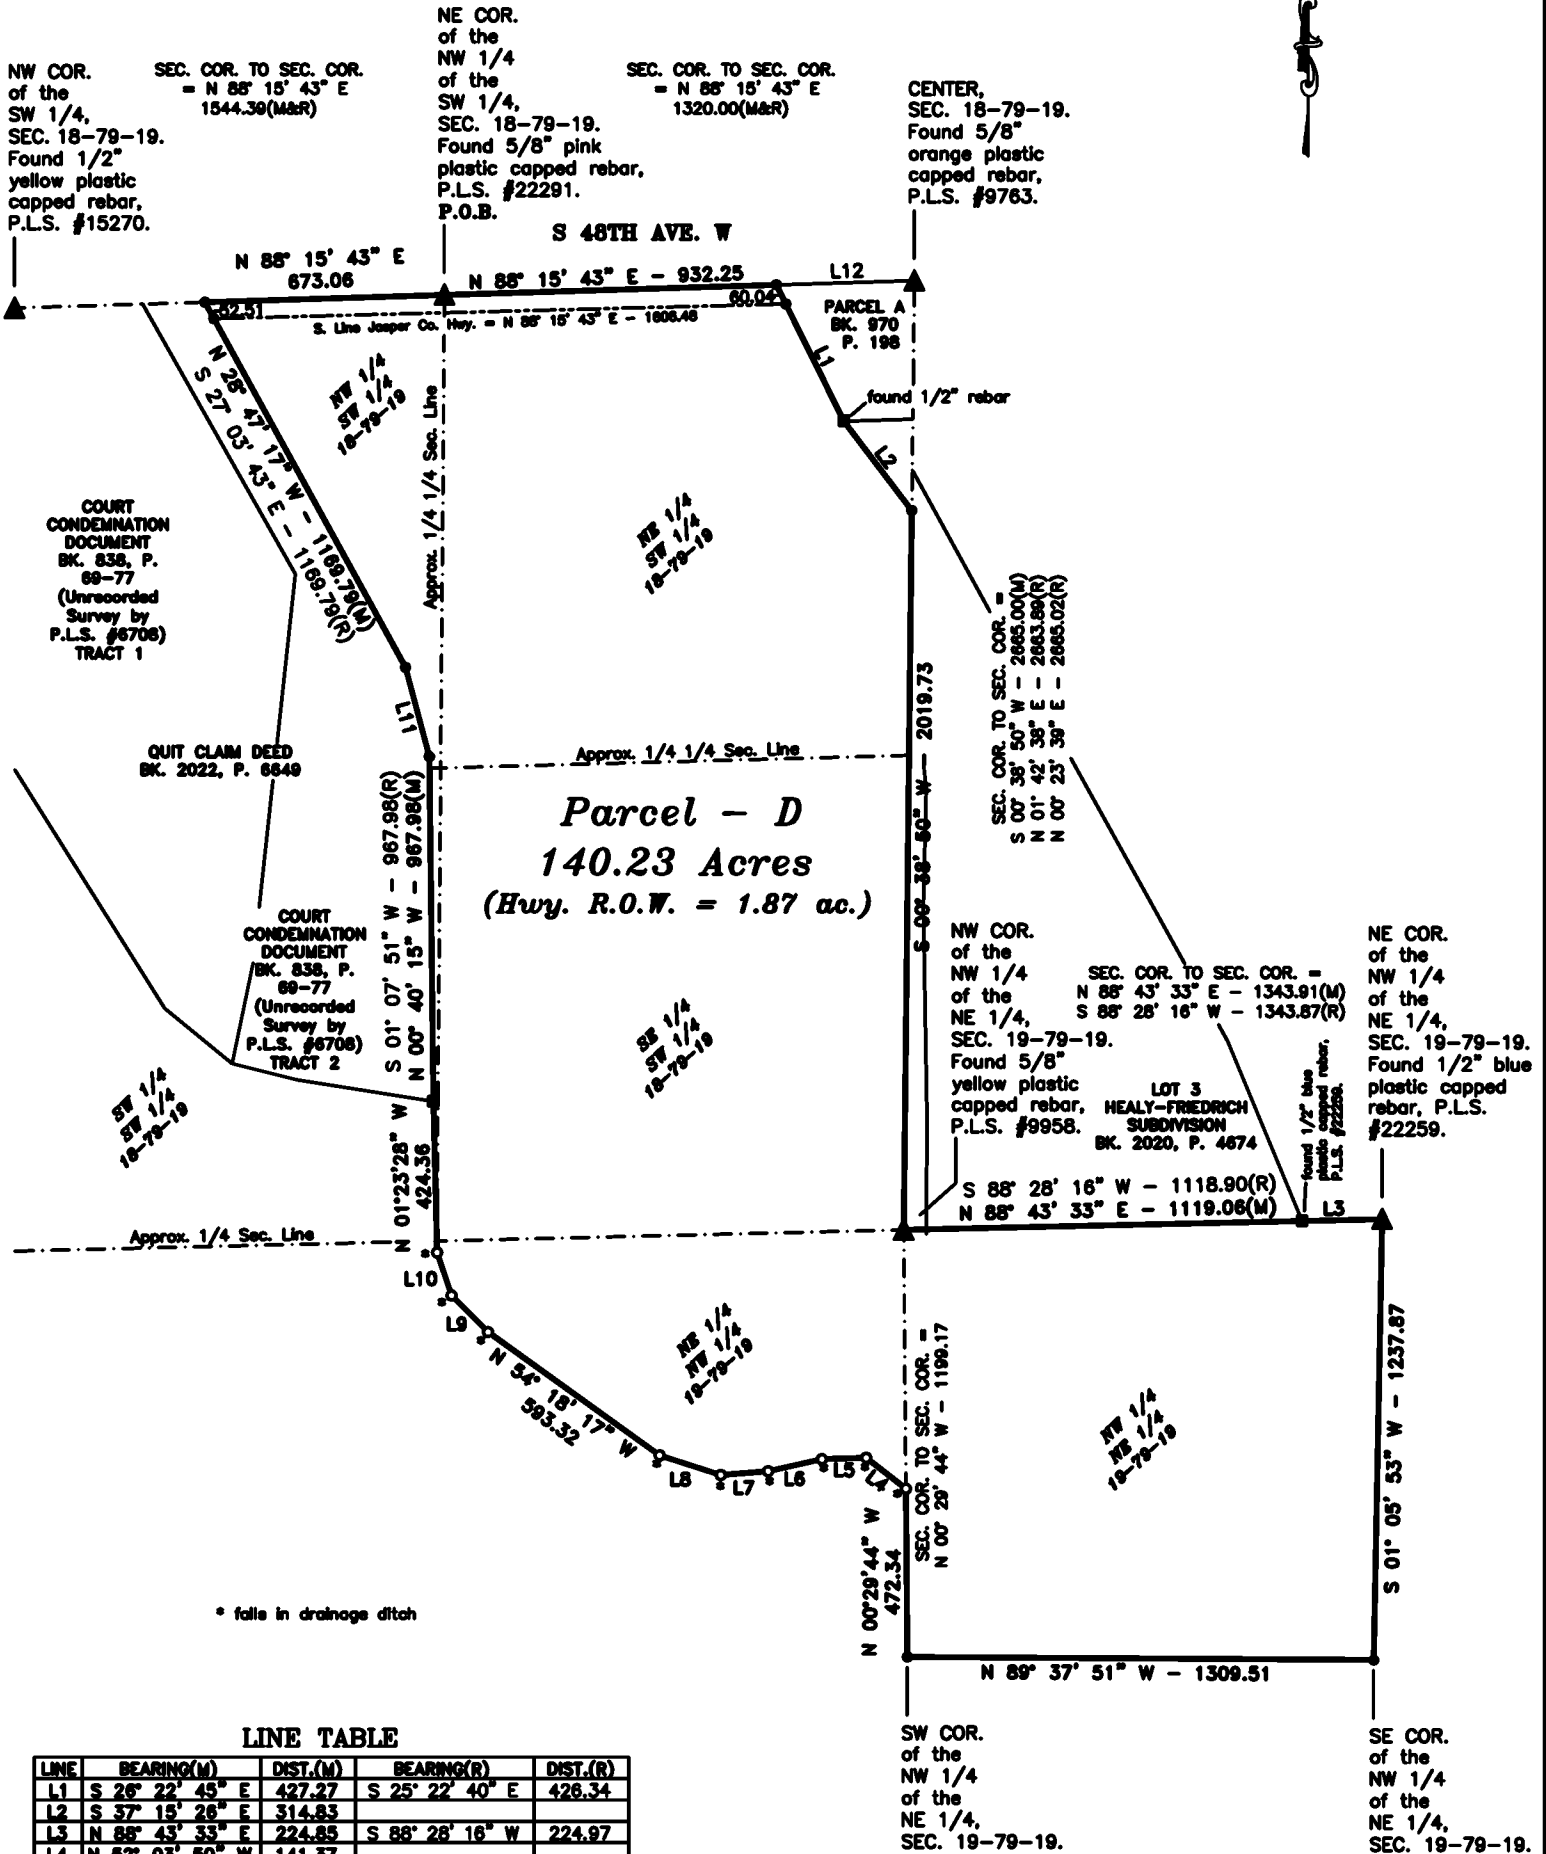 NW COR.
of the
SW 1/4,
SEC. 18-79-19.
Found 1/2"
yellow plastic
capped rebar,
P.L.S. #15270.
SEC. COR. TO SEC. COR.
= N 88° 15' 43" E
1544.39(M&R)
NE COR.
of the
NW 1/4
of the
SW 1/4,
SEC. 18-79-19.
Found 5/8" pink
plastic capped rebar,
P.L.S. #22291.
P.O.B.
SEC. COR. TO SEC. COR.
= N 88° 15' 43" E
1320.00(M&R)
CENTER,
SEC. 18-79-19.
Found 5/8"
orange plastic
capped rebar,
P.L.S. #9763.
S 48TH AVE. W
N 88° 15' 43" E
673.06
N 88° 15' 43" E - 932.25
L12
52.51
60.04
S. Line Jasper Co. Hwy. = N 88° 15' 43" E - 1606.46
PARCEL A
BK. 970
P. 198
L1
found 1/2" rebar
L2
N 28° 47' 17" W - 1169.79(M)
S 27° 03' 43" E - 1169.79(R)
NW 1/4
SW 1/4
18-79-19
Approx. 1/4 1/4 Sec. Line
NE 1/4
SW 1/4
18-79-19
COURT
CONDEMNATION
DOCUMENT
BK. 838, P.
69-77
(Unrecorded
Survey by
P.L.S. #6708)
TRACT 1
SEC. COR. TO SEC. COR. =
S 00° 38' 50" W - 2665.00(M)
N 01° 42' 38" E - 2663.89(R)
N 00° 23' 39" E - 2665.02(R)
S 00° 38' 50" W - 2019.73
L11
QUIT CLAIM DEED
BK. 2022, P. 6649
Approx. 1/4 1/4 Sec. Line
Parcel - D
140.23 Acres
(Hwy. R.O.W. = 1.87 ac.)
S 01° 07' 51" W - 967.98(R)
N 00° 40' 15" W - 967.98(M)
COURT
CONDEMNATION
DOCUMENT
BK. 838, P.
69-77
(Unrecorded
Survey by
P.L.S. #6708)
TRACT 2
NW COR.
of the
NW 1/4
of the
NE 1/4,
SEC. 19-79-19.
Found 5/8"
yellow plastic
capped rebar,
P.L.S. #9958.
SEC. COR. TO SEC. COR. =
N 88° 43' 33" E - 1343.91(M)
S 88° 28' 16" W - 1343.87(R)
NE COR.
of the
NW 1/4
of the
NE 1/4,
SEC. 19-79-19.
Found 1/2" blue
plastic capped
rebar, P.L.S.
#22259.
LOT 3
HEALY-FRIEDRICH
SUBDIVISION
BK. 2020, P. 4674
found 1/2" blue
plastic capped rebar,
P.L.S. #22259.
SE 1/4
SW 1/4
18-79-19
SW 1/4
SW 1/4
18-79-19
N 01°23'28" W
424.36
S 88° 28' 16" W - 1118.90(R)
N 88° 43' 33" E - 1119.06(M)
L3
Approx. 1/4 Sec. Line
*
L10
*
L9
*
N 54° 18' 17" W
593.32
NE 1/4
NW 1/4
19-79-19
SEC. COR. TO SEC. COR. =
N 00° 29' 44" W - 1199.17
NW 1/4
NE 1/4
19-79-19
S 01° 05' 53" W - 1237.87
*
L8
*
L7
*
L6
*
L5
*
L4
*
N 00°29'44" W
472.34
* falls in drainage ditch
N 89° 37' 51" W - 1309.51
SW COR.
of the
NW 1/4
of the
NE 1/4,
SEC. 19-79-19.
SE COR.
of the
NW 1/4
of the
NE 1/4,
SEC. 19-79-19.
LINE TABLE
LINE BEARING(M) DIST.(M) BEARING(R) DIST.(R)
L1 S 26° 22' 45" E 427.27 S 25° 22' 40" E 426.34
L2 S 37° 15' 26" E 314.83
L3 N 88° 43' 33" E 224.85 S 88° 28' 16" W 224.97
L4 N 52° 03' 50" W 141.37